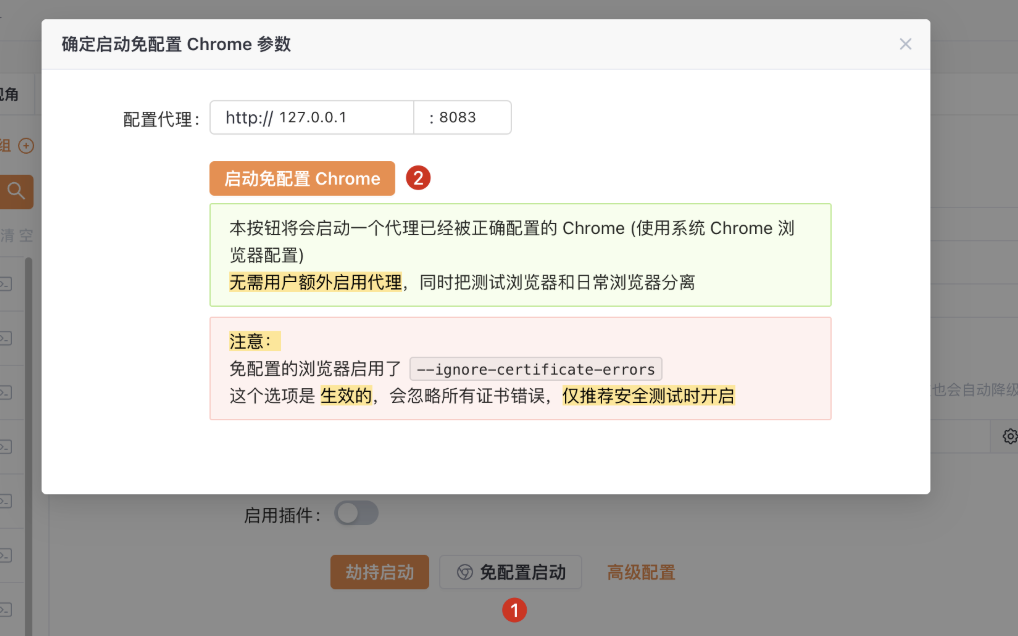 确定启动免配置 Chrome 参数
视角
组
清 空
配置代理：
http:// 127.0.0.1 : 8083
启动免配置 Chrome 2
本按钮将会启动一个代理已经被正确配置的 Chrome (使用系统 Chrome 浏
览器配置)
无需用户额外启用代理，同时把测试浏览器和日常浏览器分离
注意：
免配置的浏览器启用了 --ignore-certificate-errors
这个选项是 生效的，会忽略所有证书错误，仅推荐安全测试时开启
也会自动降级
启用插件：
劫持启动 免配置启动 高级配置
1